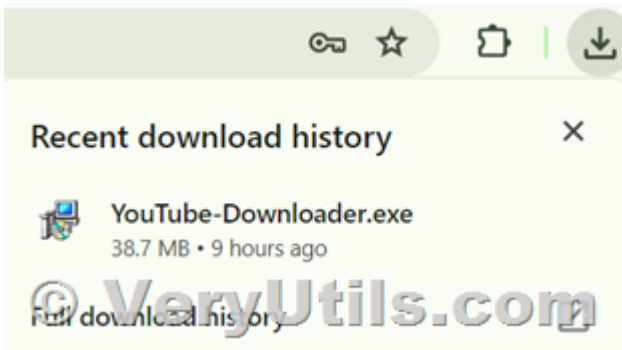 Recent download history
YouTube-Downloader.exe
38.7 MB • 9 hours ago
Full download history
© VeryUtils.com